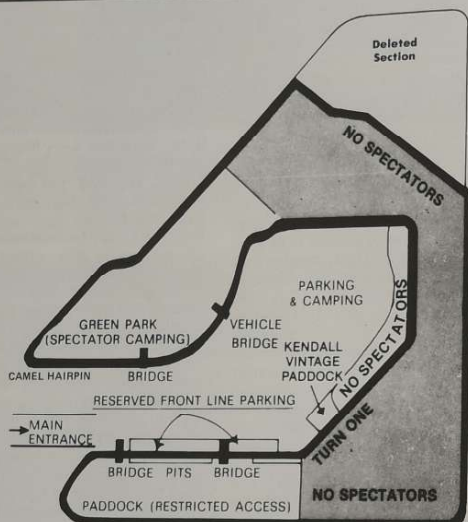 Deleted
Section
NO SPECTATORS
PARKING
& CAMPING
NO SPECTATORS
GREEN PARK
(SPECTATOR CAMPING)
VEHICLE
BRIDGE
KENDALL
VINTAGE
PADDOCK
CAMEL HAIRPIN
BRIDGE
RESERVED FRONT LINE PARKING
TURN ONE
MAIN
ENTRANCE
BRIDGE PITS BRIDGE
PADDOCK (RESTRICTED ACCESS)
NO SPECTATORS